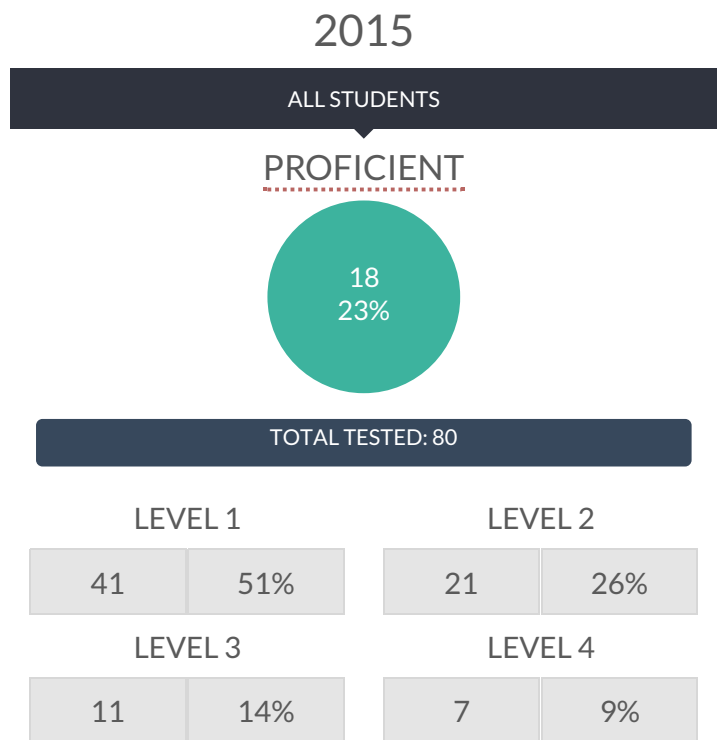 2015
ALL STUDENTS
PROFICIENT
18
23%
TOTAL TESTED: 80
LEVEL 1 LEVEL 2
41 51% 21 26%
LEVEL 3 LEVEL 4
11 14% 7 9%